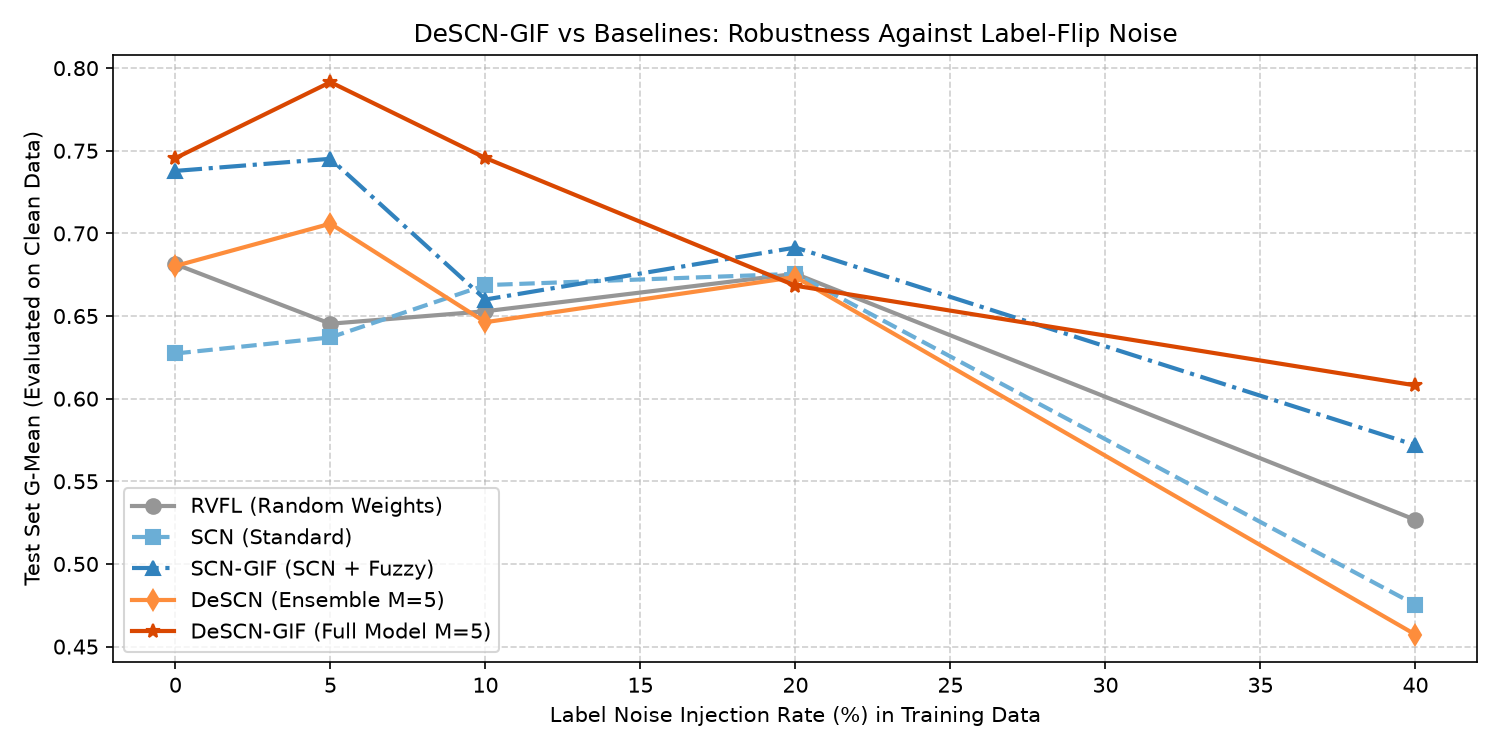 DeSCN-GIF vs Baselines: Robustness Against Label-Flip Noise
Test Set G-Mean (Evaluated on Clean Data)
0.80
0.75
0.70
0.65
0.60
0.55
0.50
0.45
RVFL (Random Weights)
SCN (Standard)
SCN-GIF (SCN + Fuzzy)
DeSCN (Ensemble M=5)
DeSCN-GIF (Full Model M=5)
0 5 10 15 20 25 30 35 40
Label Noise Injection Rate (%) in Training Data